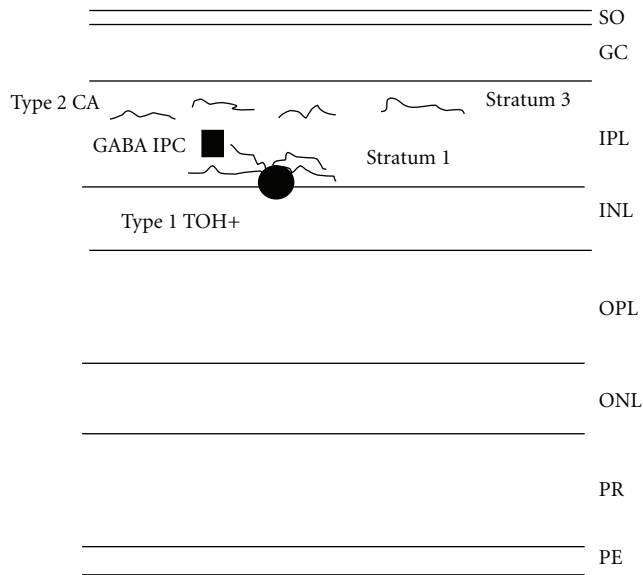 SO
GC
Type 2 CA
Stratum 3
GABA IPC
IPL
Stratum 1
Type 1 TOH+
INL
OPL
ONL
PR
PE